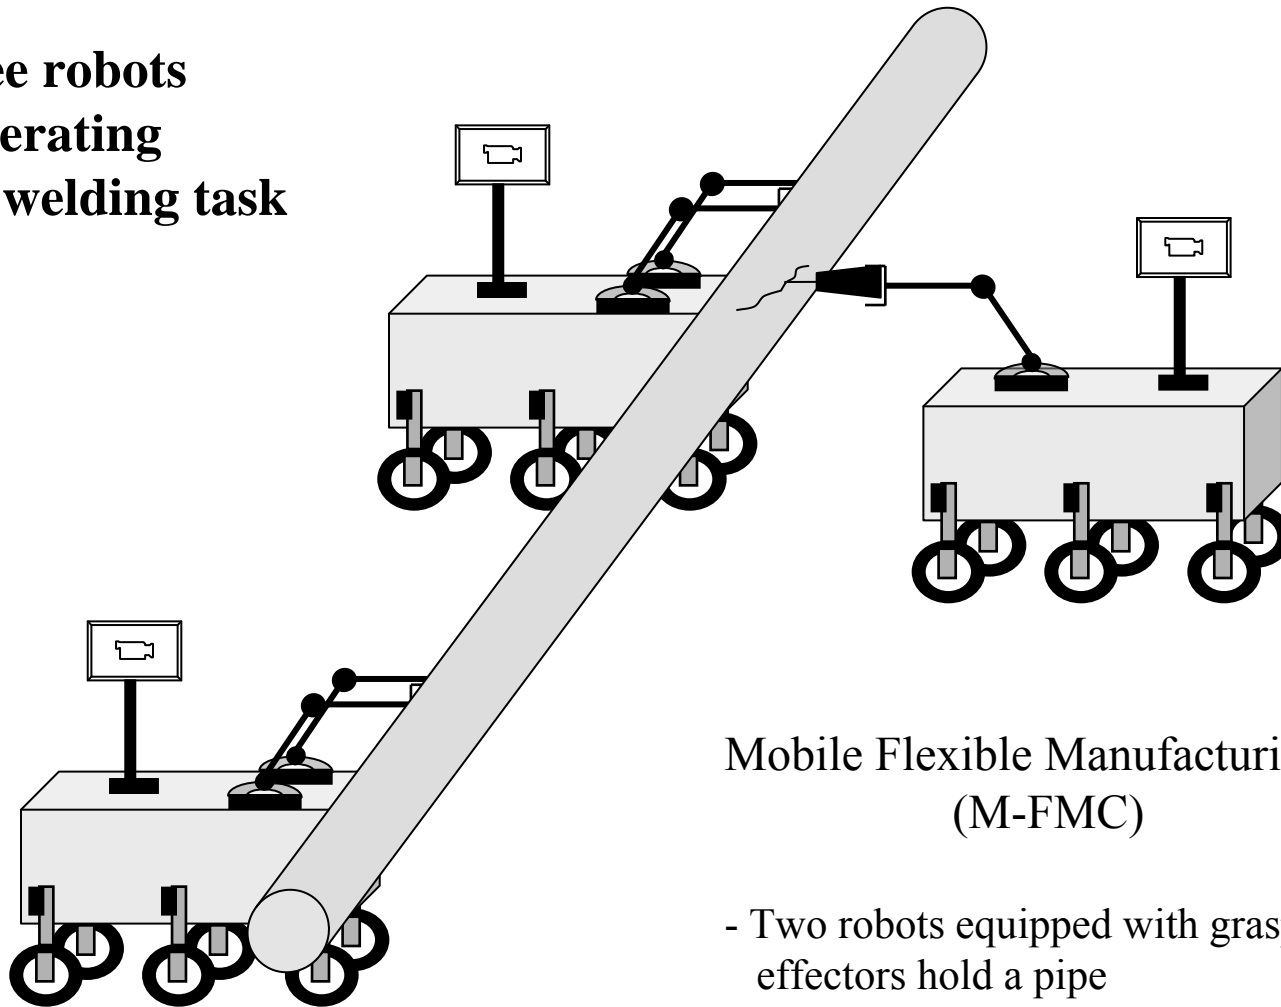 ee robots
erating
welding task
Mobile Flexible Manufacturi
(M-FMC)
- Two robots equipped with gras
effectors hold a pipe